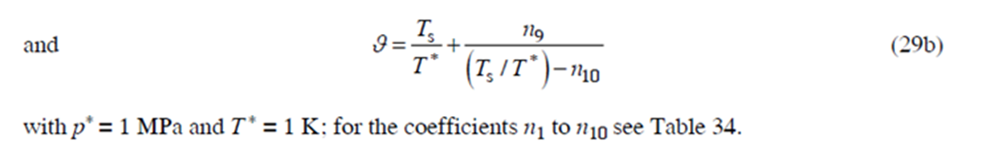 and ϑ = T_s / T* + n_9 / ((T_s / T*) − n_10) (29b)
with p* = 1 MPa and T* = 1 K; for the coefficients n_1 to n_10 see Table 34.